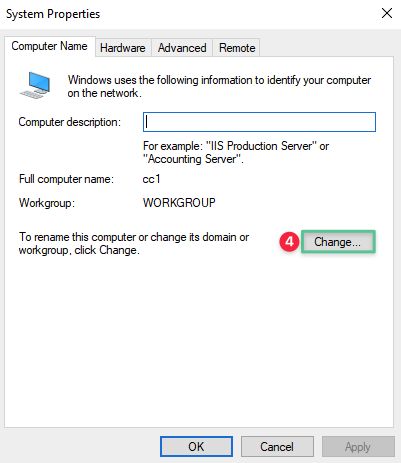 System Properties
Computer Name Hardware Advanced Remote
Windows uses the following information to identify your computer
on the network.
Computer description:
For example: "IIS Production Server" or
"Accounting Server".
Full computer name: cc1
Workgroup: WORKGROUP
To rename this computer or change its domain or
workgroup, click Change.
4 Change...
OK Cancel Apply